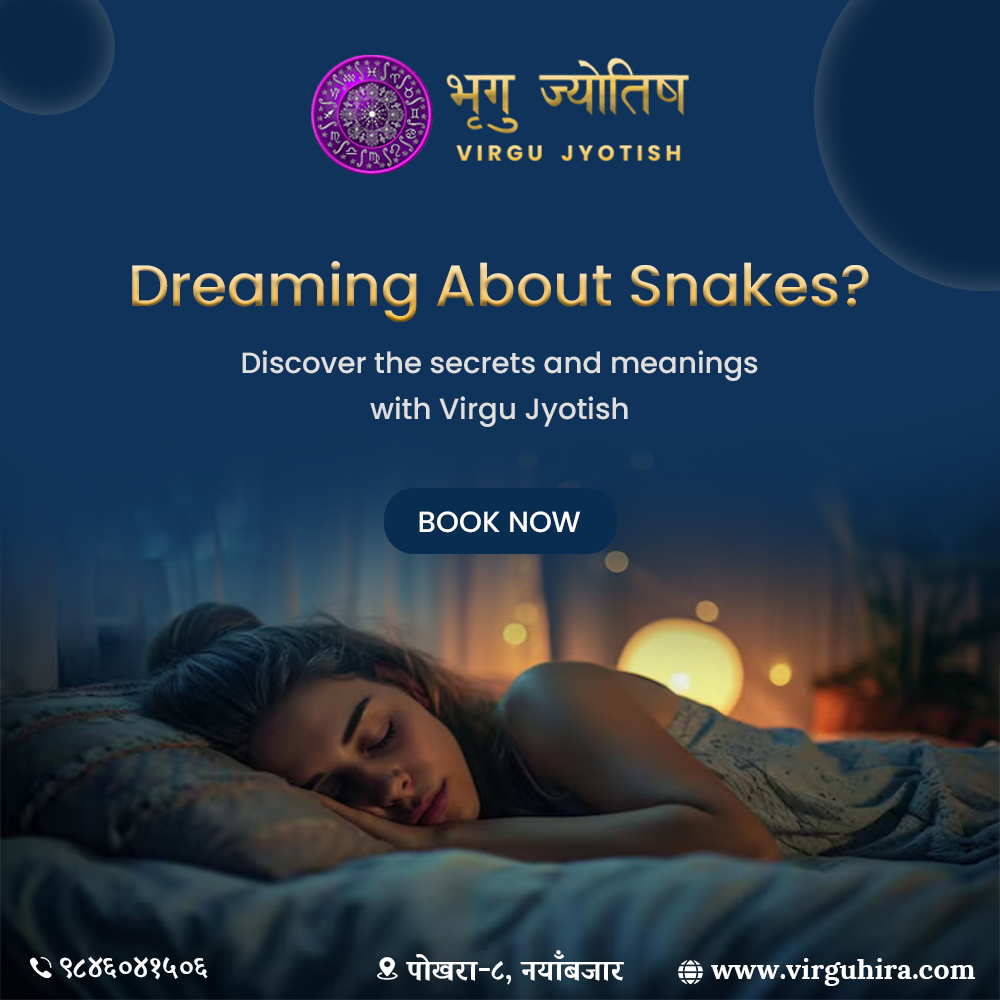 भृगु ज्योतिष
VIRGU JYOTISH
Dreaming About Snakes?
Discover the secrets and meanings
with Virgu Jyotish
BOOK NOW
९८४६०४१५०६
पोखरा-८, नयाँबजार
www.virguhira.com